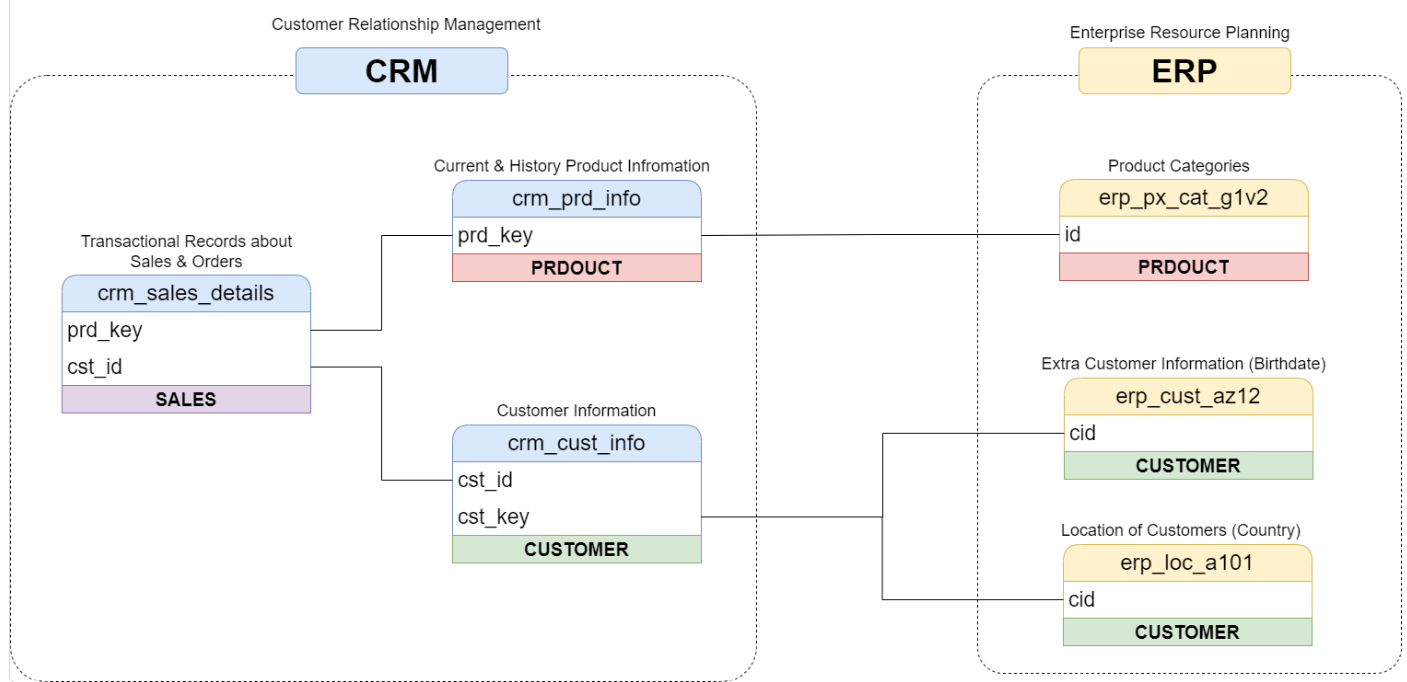 Customer Relationship Management
CRM
Enterprise Resource Planning
ERP
Current & History Product Infromation
crm_prd_info
prd_key
PRDOUCT
Product Categories
erp_px_cat_g1v2
id
PRDOUCT
Transactional Records about
Sales & Orders
crm_sales_details
prd_key
cst_id
SALES
Extra Customer Information (Birthdate)
erp_cust_az12
cid
CUSTOMER
Customer Information
crm_cust_info
cst_id
cst_key
CUSTOMER
Location of Customers (Country)
erp_loc_a101
cid
CUSTOMER